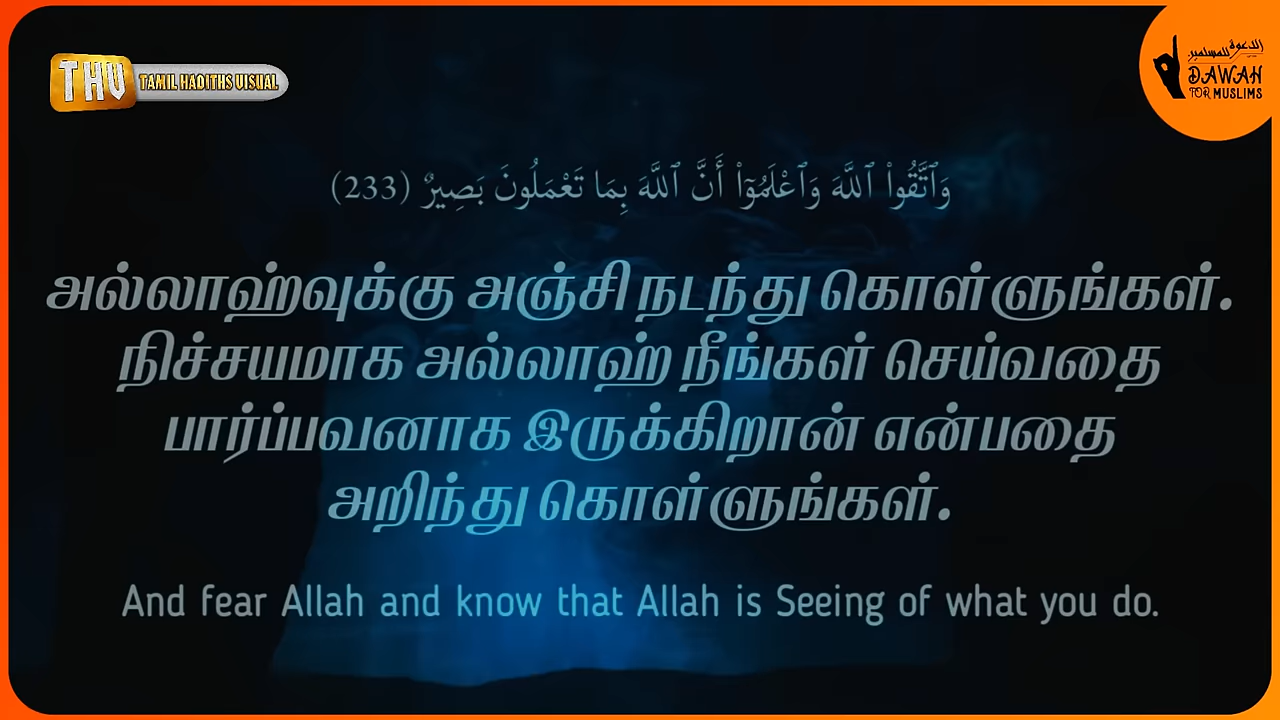 THV
TAMIL HADITHS VISUAL
الدعوة للمسلمين
DAWAH
FOR MUSLIMS
وَٱتَّقُوا۟ ٱللَّهَ وَٱعْلَمُوٓا۟ أَنَّ ٱللَّهَ بِمَا تَعْمَلُونَ بَصِيرٌ (233)
அல்லாஹ்வுக்கு அஞ்சி நடந்து கொள்ளுங்கள்.
நிச்சயமாக அல்லாஹ் நீங்கள் செய்வதை
பார்ப்பவனாக இருக்கிறான் என்பதை
அறிந்து கொள்ளுங்கள்.
And fear Allah and know that Allah is Seeing of what you do.